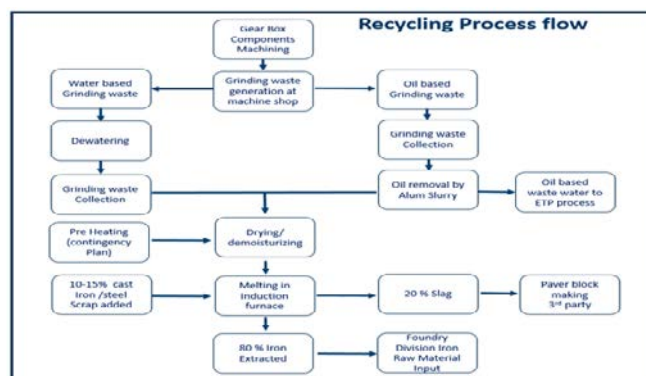 Recycling Process flow
Gear Box
Components
Machining
Water based
Grinding waste
Grinding waste
generation at
machine shop
Oil based
Grinding waste
Dewatering
Grinding waste
Collection
Grinding waste
Collection
Oil removal by
Alum Slurry
Oil based
waste water to
ETP process
Pre Heating
(contingency
Plan)
Drying/
demoisturizing
10-15% cast
Iron /steel
Scrap added
Melting in
Induction
furnace
20 % Slag
Paver block
making
3rd party
80 % Iron
Extracted
Foundry
Division Iron
Raw Material
Input